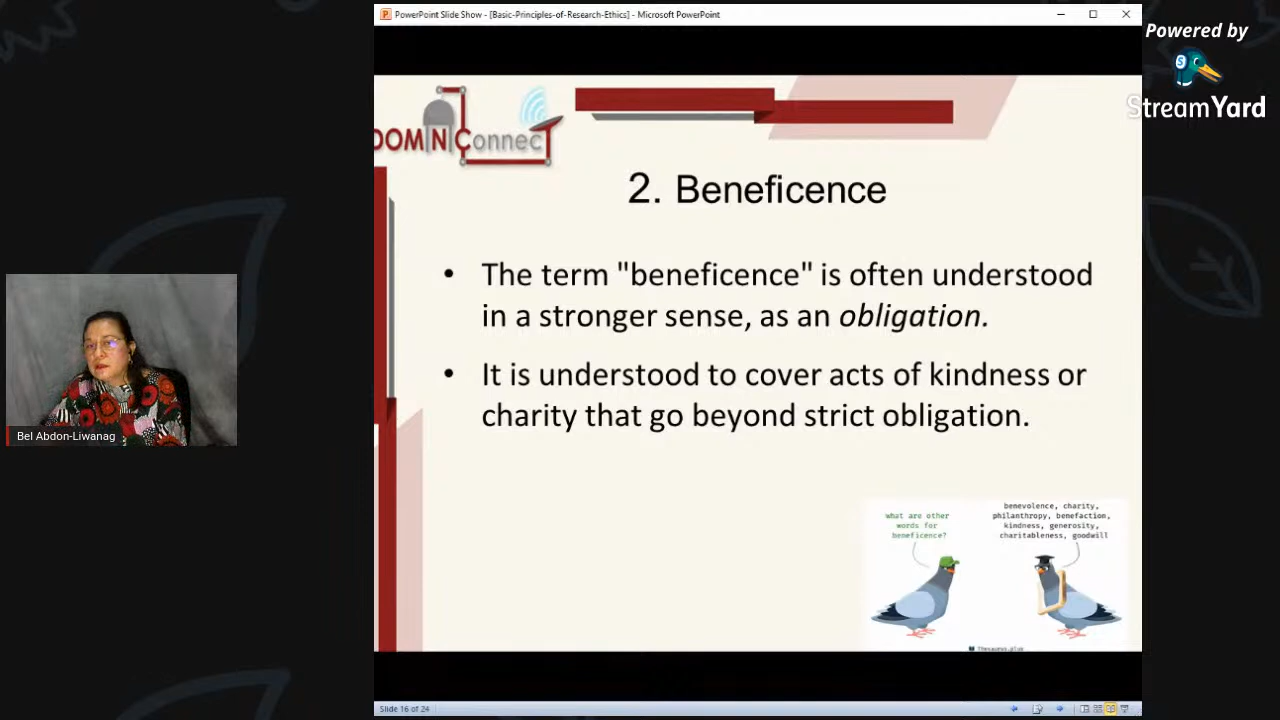 PowerPoint Slide Show - [Basic-Principles-of-Research-Ethics] - Microsoft PowerPoint
Powered by
StreamYard
DOMINiConnecT
2. Beneficence
• The term "beneficence" is often understood
in a stronger sense, as an obligation.
• It is understood to cover acts of kindness or
charity that go beyond strict obligation.
Bel Abdon-Liwanag
what are other
words for
beneficence?
benevolence, charity,
philanthropy, benefaction,
kindness, generosity,
charitableness, goodwill
Thesaurus.plus
Slide 16 of 24